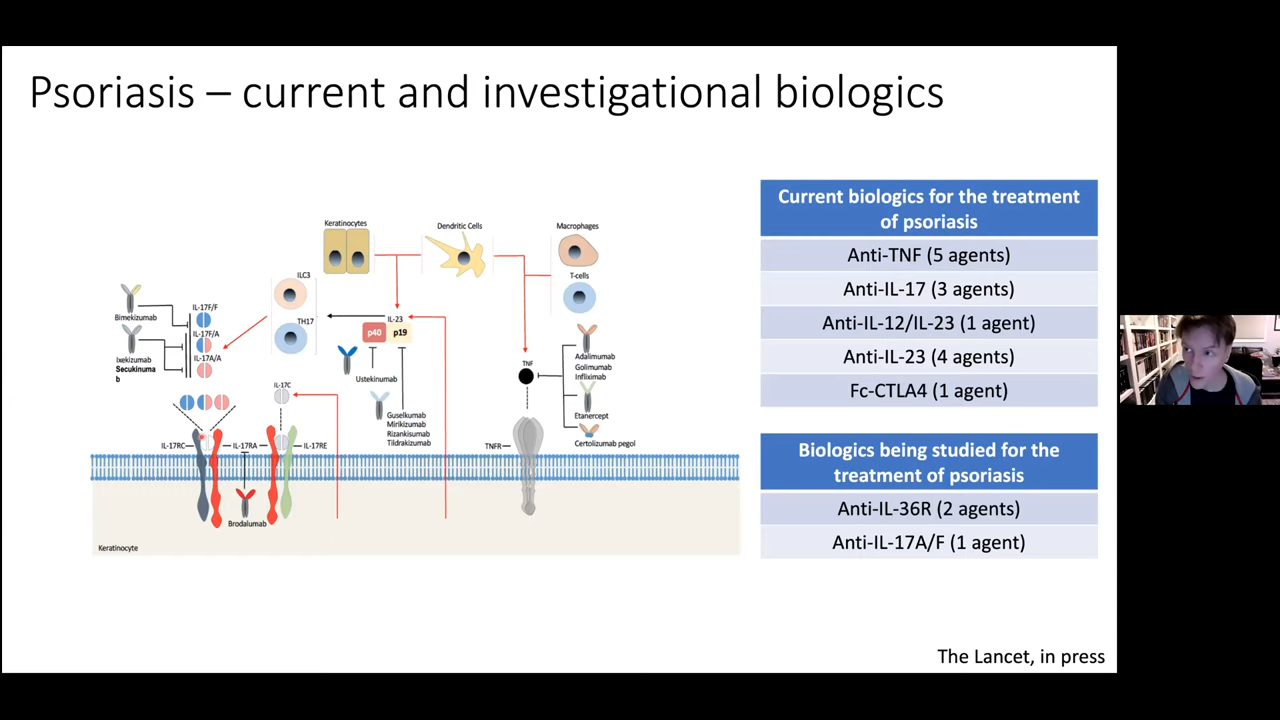 Psoriasis – current and investigational biologics
Keratinocytes
Dendritic Cells
Macrophages
T-cells
ILC3
TH17
IL-23
p40
p19
Bimekizumab
Ixekizumab
Secukinuma
b
IL-17F/F
IL-17F/A
IL-17A/A
IL-17C
Ustekinumab
Guselkumab
Mirikizumab
Rizankisumab
Tildrakizumab
TNF
Adalimumab
Golimumab
Infliximab
Etanercept
Certolizumab pegol
IL-17RC
IL-17RA
IL-17RE
TNFR
Brodalumab
Keratinocyte
Current biologics for the treatment
of psoriasis
Anti-TNF (5 agents)
Anti-IL-17 (3 agents)
Anti-IL-12/IL-23 (1 agent)
Anti-IL-23 (4 agents)
Fc-CTLA4 (1 agent)
Biologics being studied for the
treatment of psoriasis
Anti-IL-36R (2 agents)
Anti-IL-17A/F (1 agent)
The Lancet, in press